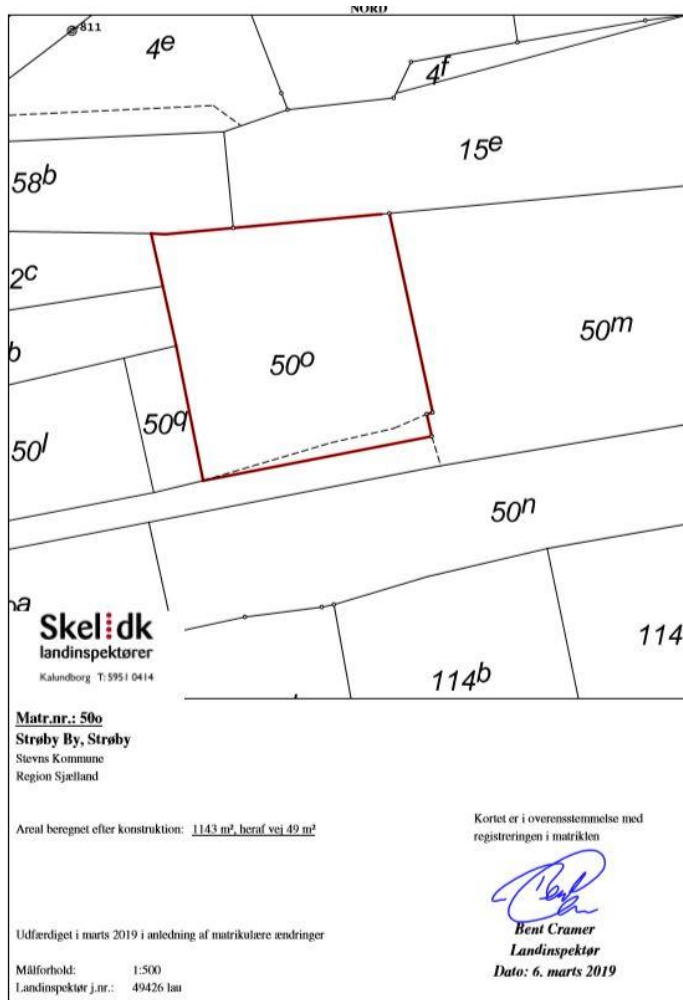 NORD
811
4e
4f
15e
58b
2c
50o
50m
b
50q
50l
50n
Skel dk
landinspektører
Kalundborg T: 5951 0414
114
114b
Matr.nr.: 50o
Strøby By, Strøby
Stevns Kommune
Region Sjælland
Areal beregnet efter konstruktion: 1143 m², heraf vej 49 m²
Kortet er i overensstemmelse med
registreringen i matriklen
Udfærdiget i marts 2019 i anledning af matrikulære ændringer
Bent Cramer
Landinspektør
Dato: 6. marts 2019
Målforhold: 1:500
Landinspektør j.nr.: 49426 lau